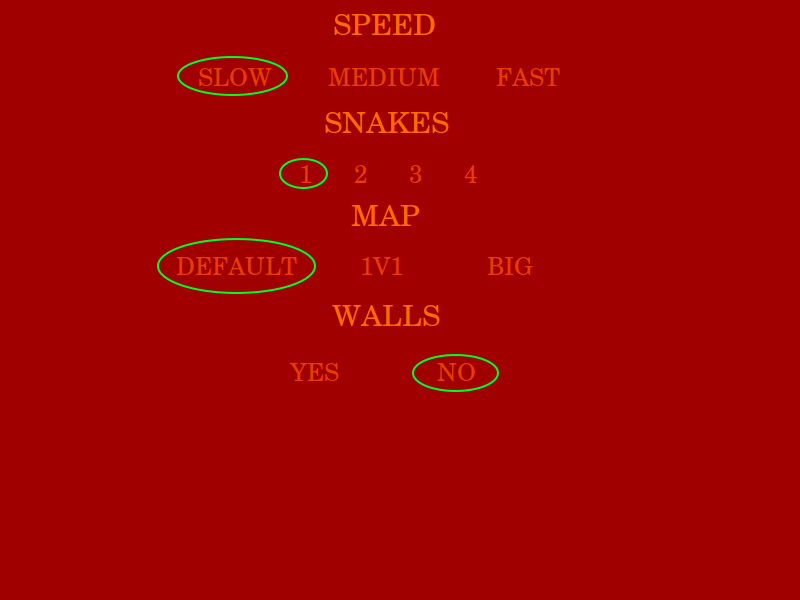 SPEED
SLOW MEDIUM FAST
SNAKES
1 2 3 4
MAP
DEFAULT 1V1 BIG
WALLS
YES NO